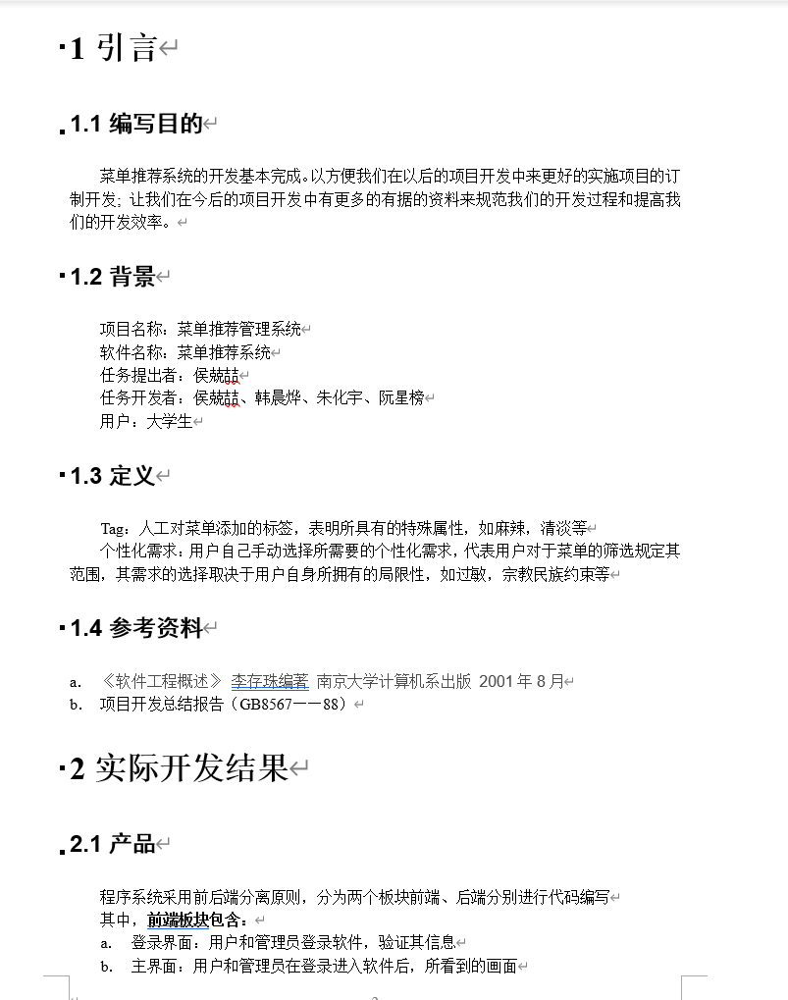 1 引言
1.1 编写目的
菜单推荐系统的开发基本完成。以方便我们在以后的项目开发中来更好的实施项目的订
制开发；让我们在今后的项目开发中有更多的有据的资料来规范我们的开发过程和提高我
们的开发效率。
1.2 背景
项目名称：菜单推荐管理系统
软件名称：菜单推荐系统
任务提出者：侯兢喆
任务开发者：侯兢喆、韩晨烨、朱化宇、阮星榜
用户：大学生
1.3 定义
Tag：人工对菜单添加的标签，表明所具有的特殊属性，如麻辣，清淡等
个性化需求：用户自己手动选择所需要的个性化需求，代表用户对于菜单的筛选规定其
范围，其需求的选择取决于用户自身所拥有的局限性，如过敏，宗教民族约束等
1.4 参考资料
a. 《软件工程概述》 李存珠编著 南京大学计算机系出版 2001 年 8 月
b. 项目开发总结报告（GB8567——88）
2 实际开发结果
2.1 产品
程序系统采用前后端分离原则，分为两个板块前端、后端分别进行代码编写
其中，前端板块包含：
a. 登录界面：用户和管理员登录软件，验证其信息
b. 主界面：用户和管理员在登录进入软件后，所看到的画面